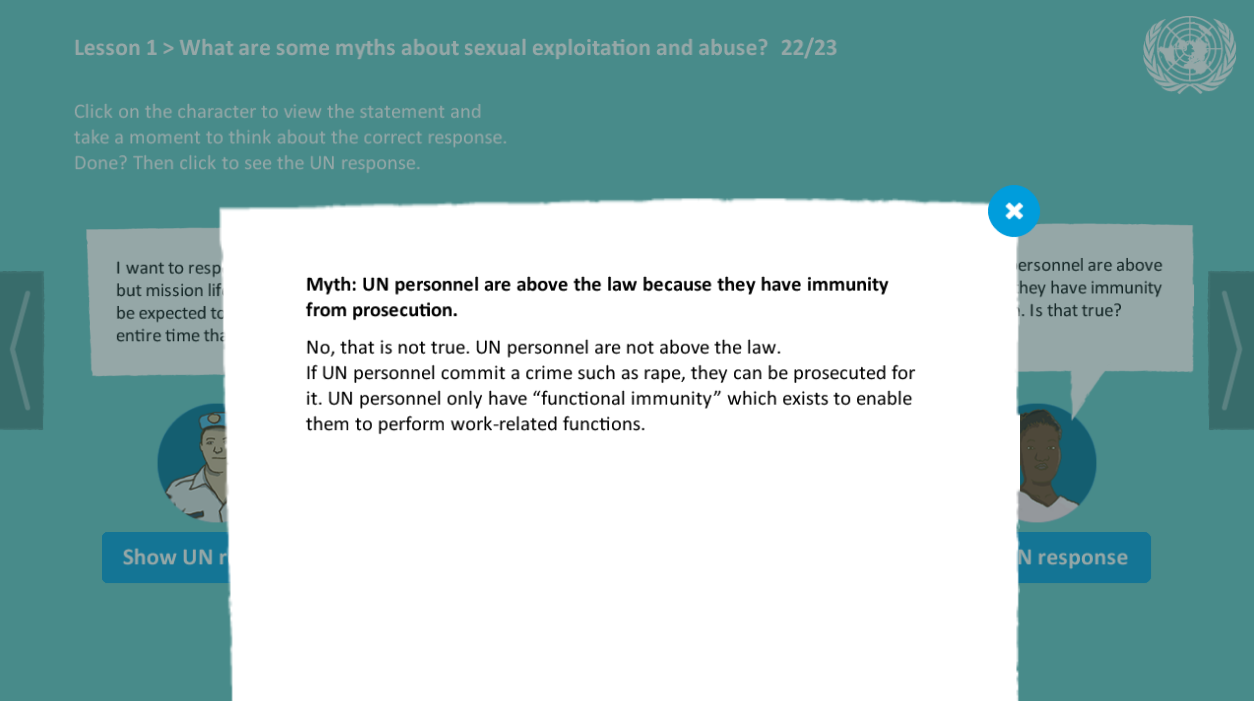 Lesson 1 > What are some myths about sexual exploitation and abuse? 22/23
Click on the character to view the statement and
take a moment to think about the correct response.
Done? Then click to see the UN response.
I want to resp
but mission lif
be expected to
entire time tha
Myth: UN personnel are above the law because they have immunity
from prosecution.
No, that is not true. UN personnel are not above the law.
If UN personnel commit a crime such as rape, they can be prosecuted for
it. UN personnel only have “functional immunity” which exists to enable
them to perform work-related functions.
ersonnel are above
hey have immunity
. Is that true?
Show UN r
N response